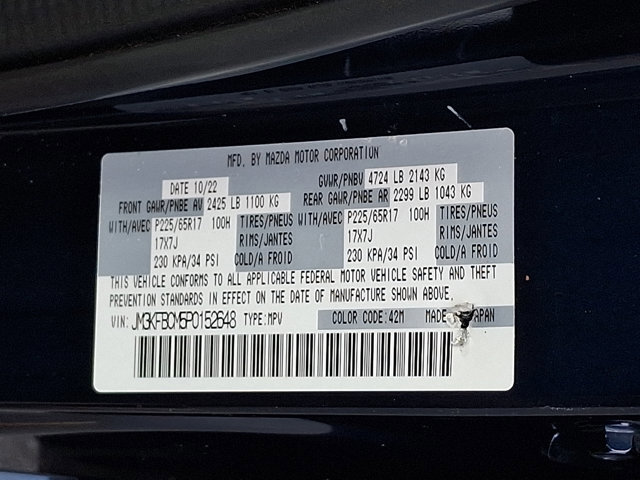 MFD. BY MAZDA MOTOR CORPORATION
DATE 10/22 GVWR/PNBV 4724 LB 2143 KG
FRONT GAWR/PNBE AV 2425 LB 1100 KG REAR GAWR/PNBE AR 2299 LB 1043 KG
WITH/AVEC P225/65R17 100H TIRES/PNEUS WITH/AVEC P225/65R17 100H TIRES/PNEUS
17X7J RIMS/JANTES 17X7J RIMS/JANTES
230 KPA/34 PSI COLD/A FROID 230 KPA/34 PSI COLD/A FROID
THIS VEHICLE CONFORMS TO ALL APPLICABLE FEDERAL MOTOR VEHICLE SAFETY AND THEFT
PREVENTION STANDARDS IN EFFECT ON THE DATE OF MANUFACTURE SHOWN ABOVE.
VIN: JM3KFBCM5P0152648 TYPE:MPV COLOR CODE:42M MADE JAPAN